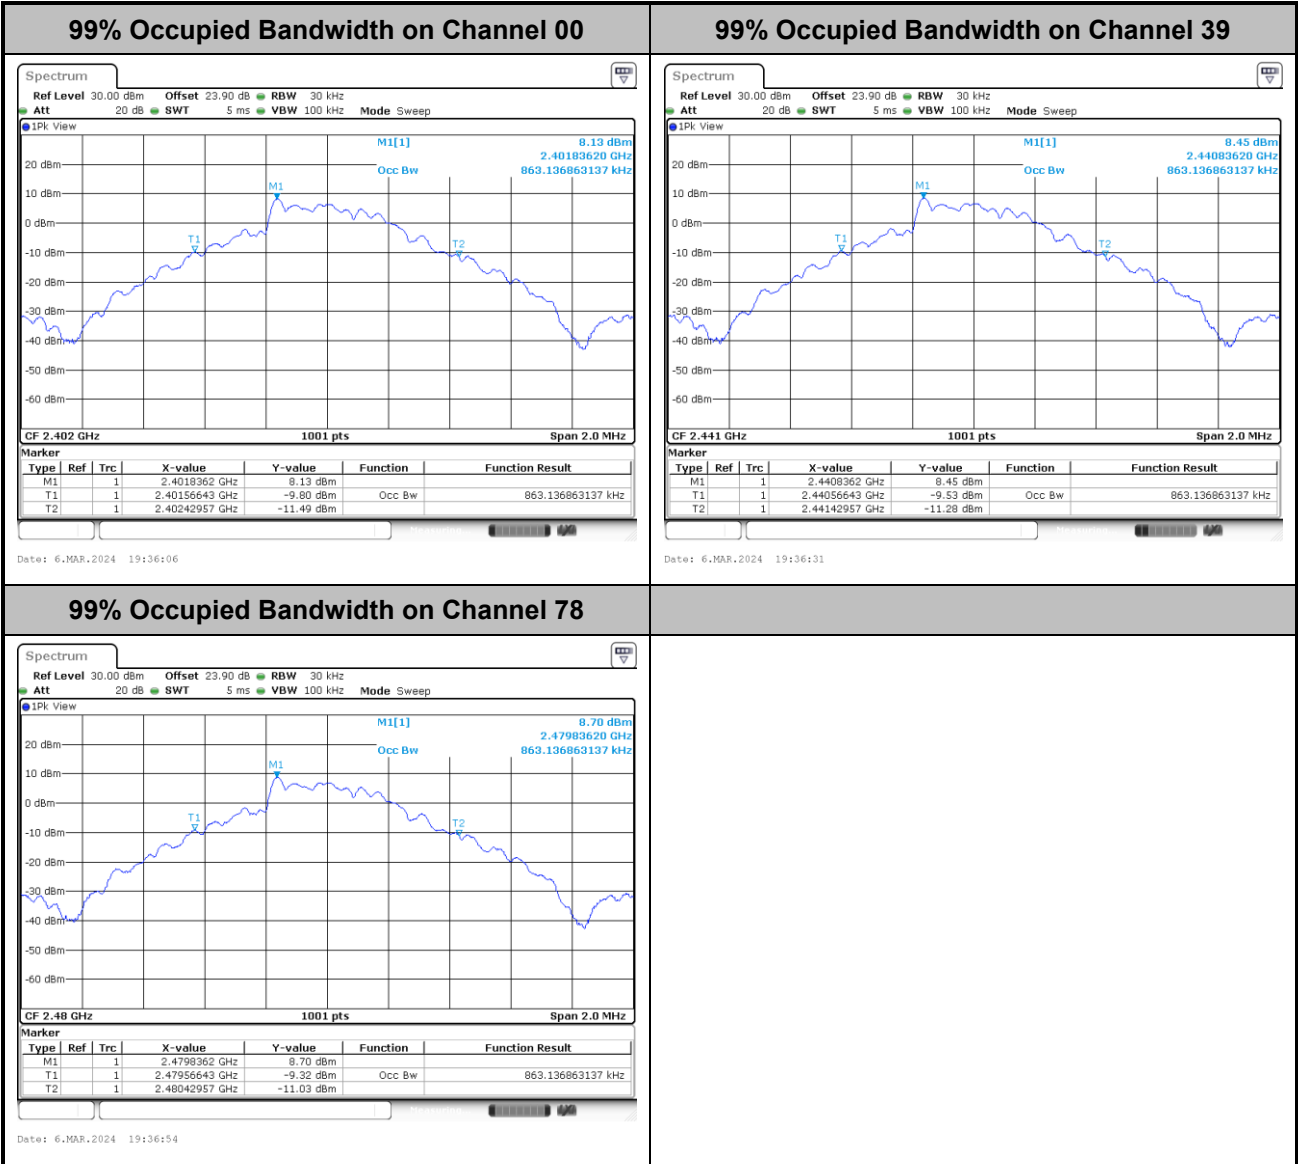 99% Occupied Bandwidth on Channel 00
99% Occupied Bandwidth on Channel 39
Spectrum
Ref Level 30.00 dBm Offset 23.90 dB RBW 30 kHz
Att 20 dB SWT 5 ms VBW 100 kHz Mode Sweep
1Pk View
M1[1] 8.13 dBm
2.40183620 GHz
Occ Bw 863.136863137 kHz
20 dBm
10 dBm
0 dBm
-10 dBm
-20 dBm
-30 dBm
-40 dBm
-50 dBm
-60 dBm
M1
T1
T2
CF 2.402 GHz 1001 pts Span 2.0 MHz
Marker
Type Ref Trc X-value Y-value Function Function Result
M1 1 2.4018362 GHz 8.13 dBm
T1 1 2.40156643 GHz -9.80 dBm Occ Bw 863.136863137 kHz
T2 1 2.40242957 GHz -11.49 dBm
Date: 6.MAR.2024 19:36:06
Spectrum
Ref Level 30.00 dBm Offset 23.90 dB RBW 30 kHz
Att 20 dB SWT 5 ms VBW 100 kHz Mode Sweep
1Pk View
M1[1] 8.45 dBm
2.44083620 GHz
Occ Bw 863.136863137 kHz
20 dBm
10 dBm
0 dBm
-10 dBm
-20 dBm
-30 dBm
-40 dBm
-50 dBm
-60 dBm
M1
T1
T2
CF 2.441 GHz 1001 pts Span 2.0 MHz
Marker
Type Ref Trc X-value Y-value Function Function Result
M1 1 2.4408362 GHz 8.45 dBm
T1 1 2.44056643 GHz -9.53 dBm Occ Bw 863.136863137 kHz
T2 1 2.44142957 GHz -11.28 dBm
Date: 6.MAR.2024 19:36:31
99% Occupied Bandwidth on Channel 78
Spectrum
Ref Level 30.00 dBm Offset 23.90 dB RBW 30 kHz
Att 20 dB SWT 5 ms VBW 100 kHz Mode Sweep
1Pk View
M1[1] 8.70 dBm
2.47983620 GHz
Occ Bw 863.136863137 kHz
20 dBm
10 dBm
0 dBm
-10 dBm
-20 dBm
-30 dBm
-40 dBm
-50 dBm
-60 dBm
M1
T1
T2
CF 2.48 GHz 1001 pts Span 2.0 MHz
Marker
Type Ref Trc X-value Y-value Function Function Result
M1 1 2.4798362 GHz 8.70 dBm
T1 1 2.47956643 GHz -9.32 dBm Occ Bw 863.136863137 kHz
T2 1 2.48042957 GHz -11.03 dBm
Date: 6.MAR.2024 19:36:54